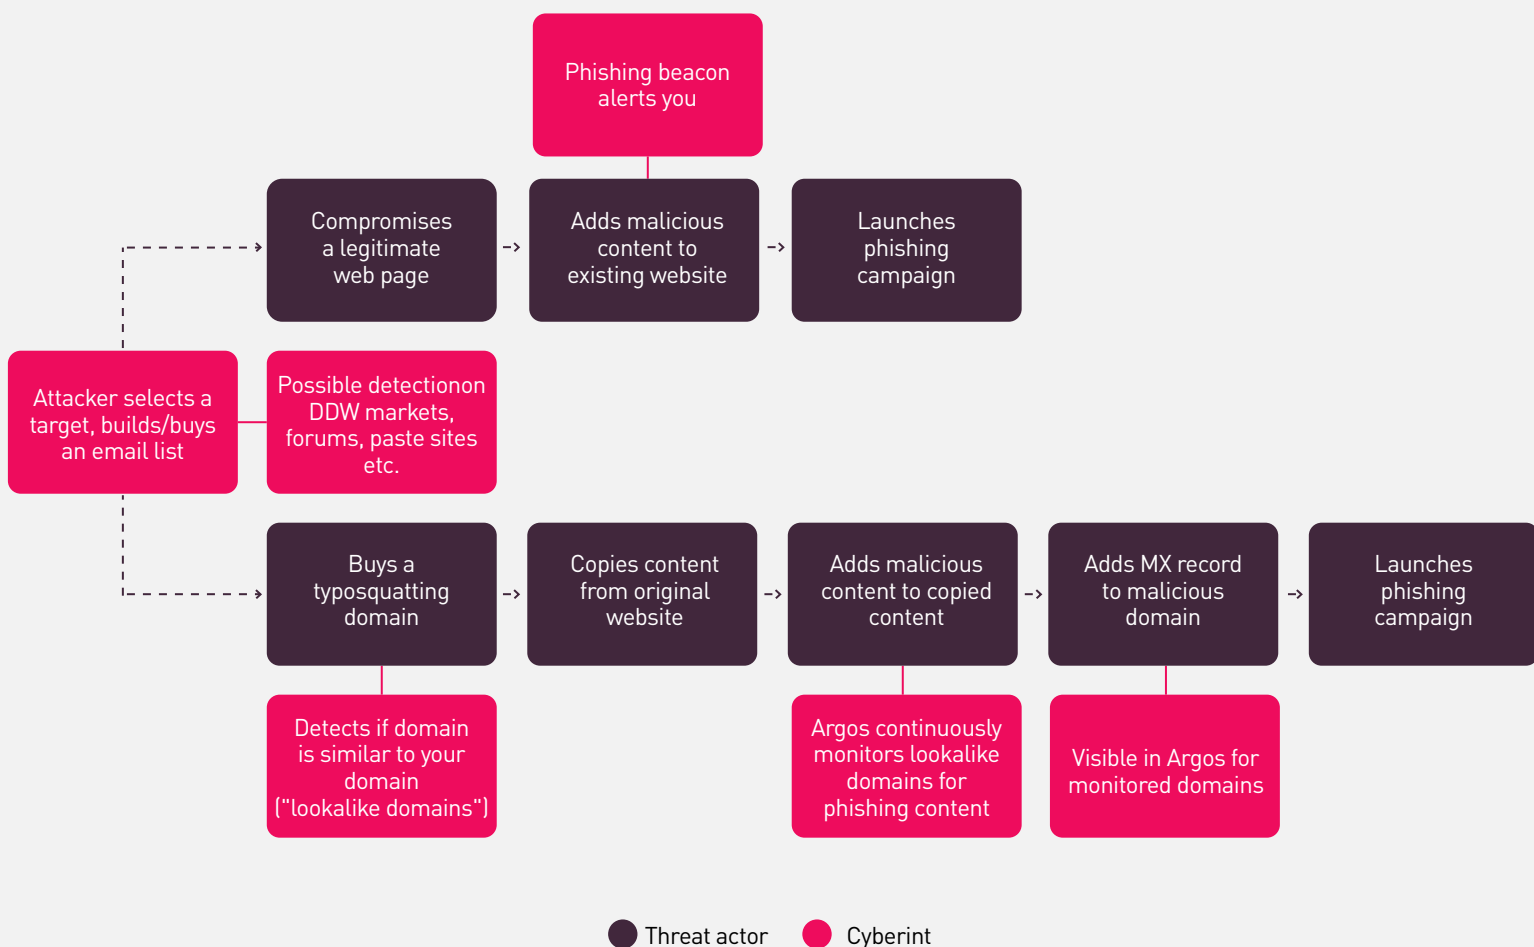 Phishing beacon
alerts you
Compromises
a legitimate
web page
Adds malicious
content to
existing website
Launches
phishing
campaign
Attacker selects a
target, builds/buys
an email list
Possible detectionon
DDW markets,
forums, paste sites
etc.
Buys a
typosquatting
domain
Copies content
from original
website
Adds malicious
content to copied
content
Adds MX record
to malicious
domain
Launches
phishing
campaign
Detects if domain
is similar to your
domain
("lookalike domains")
Argos continuously
monitors lookalike
domains for
phishing content
Visible in Argos for
monitored domains
Threat actor
Cyberint